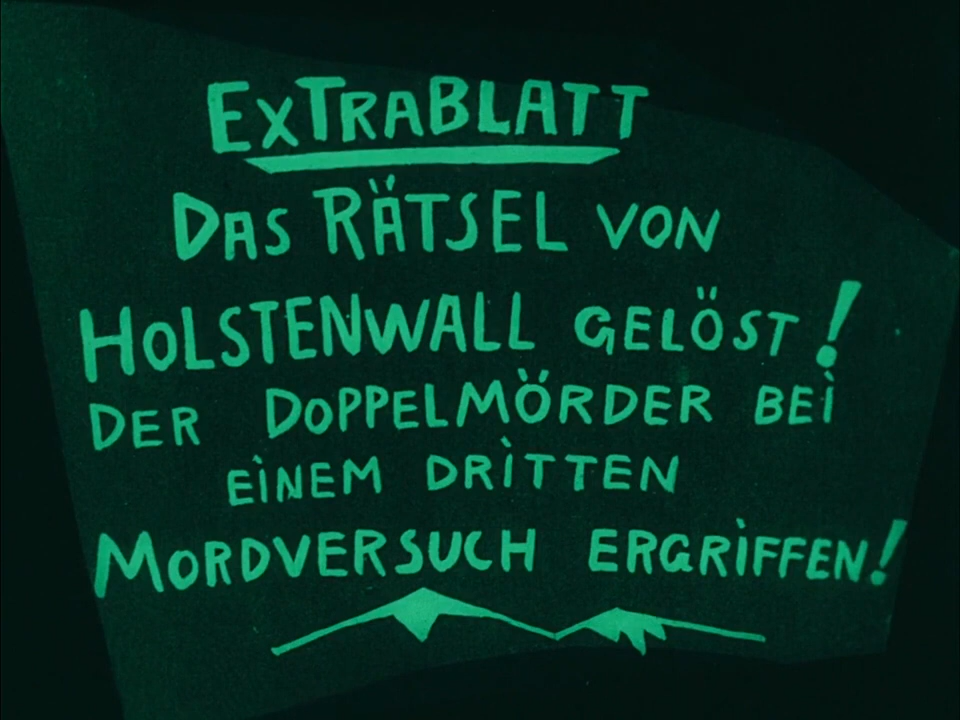 EXTRABLATT
DAS RÄTSEL VON
HOLSTENWALL GELÖST!
DER DOPPELMÖRDER BEI
EINEM DRITTEN
MORDVERSUCH ERGRIFFEN!